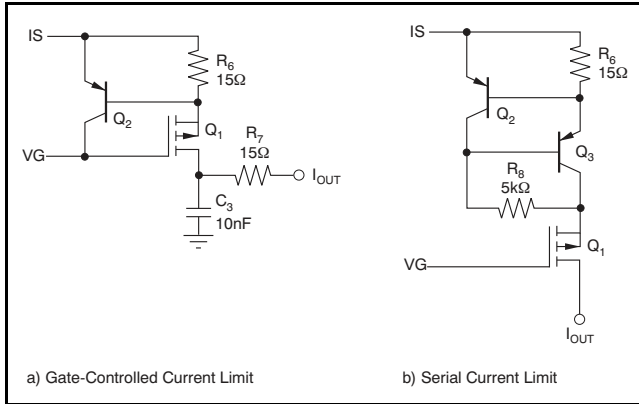 IS
R6
15Ω
Q2
Q1
VG
R7
15Ω
IOUT
C3
10nF
a) Gate-Controlled Current Limit
IS
R6
15Ω
Q2
Q3
R8
5kΩ
Q1
VG
IOUT
b) Serial Current Limit